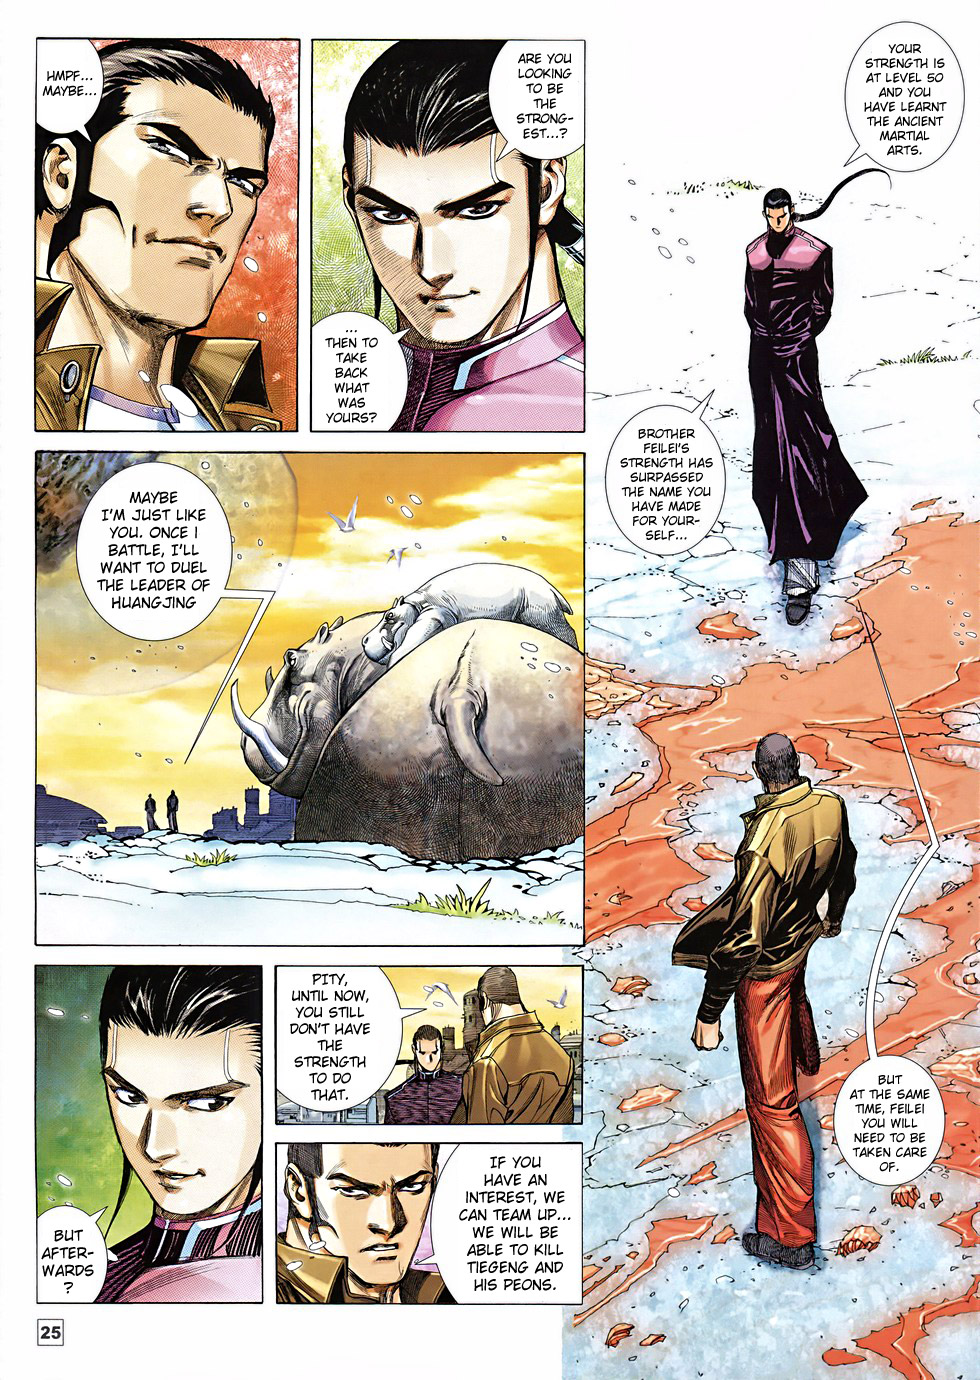 YOUR
STRENGTH IS
AT LEVEL 50
AND YOU
HAVE LEARNT
THE ANCIENT
MARTIAL
ARTS.
BROTHER
FEILEI'S
STRENGTH HAS
SURPASSED
THE NAME YOU
HAVE MADE
FOR YOUR-
SELF...
BUT
AT THE SAME
TIME, FEILEI
YOU WILL
NEED TO BE
TAKEN CARE
OF.
ARE YOU
LOOKING
TO BE
THE
STRONG-
EST...?
...
THEN TO
TAKE
BACK
WHAT
WAS
YOURS?
HMPF...
MAYBE...
MAYBE
I'M JUST LIKE
YOU. ONCE I
BATTLE, I'LL
WANT TO DUEL
THE LEADER OF
HUANGJING
PITY,
UNTIL NOW,
YOU STILL
DON'T HAVE
THE
STRENGTH
TO DO
THAT.
IF YOU
HAVE AN
INTEREST, WE
CAN TEAM UP...
WE WILL BE
ABLE TO KILL
TIEGENG AND
HIS PEONS.
BUT
AFTER-
WARDS
?
25